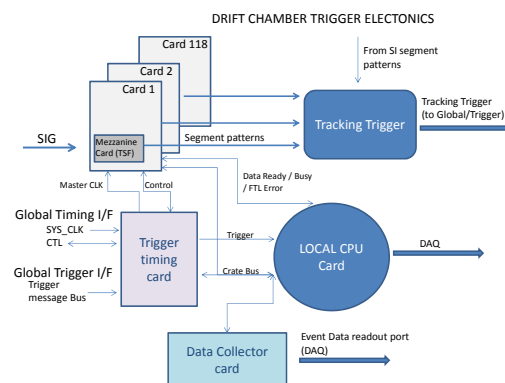 DRIFT CHAMBER TRIGGER ELECTONICS
Card 118
Card 2
Card 1
From SI segment
patterns
SIG
Mezzanine
Card (TSF)
Segment patterns
Tracking Trigger
Tracking Trigger
(to Global/Trigger)
Master CLK
Control
Data Ready / Busy
/ FTL Error
Global Timing I/F
SYS_CLK
CTL
Global Trigger I/F
Trigger
message Bus
Trigger
timing
card
Trigger
Crate Bus
LOCAL CPU
Card
DAQ
Data Collector
card
Event Data readout port
(DAQ)